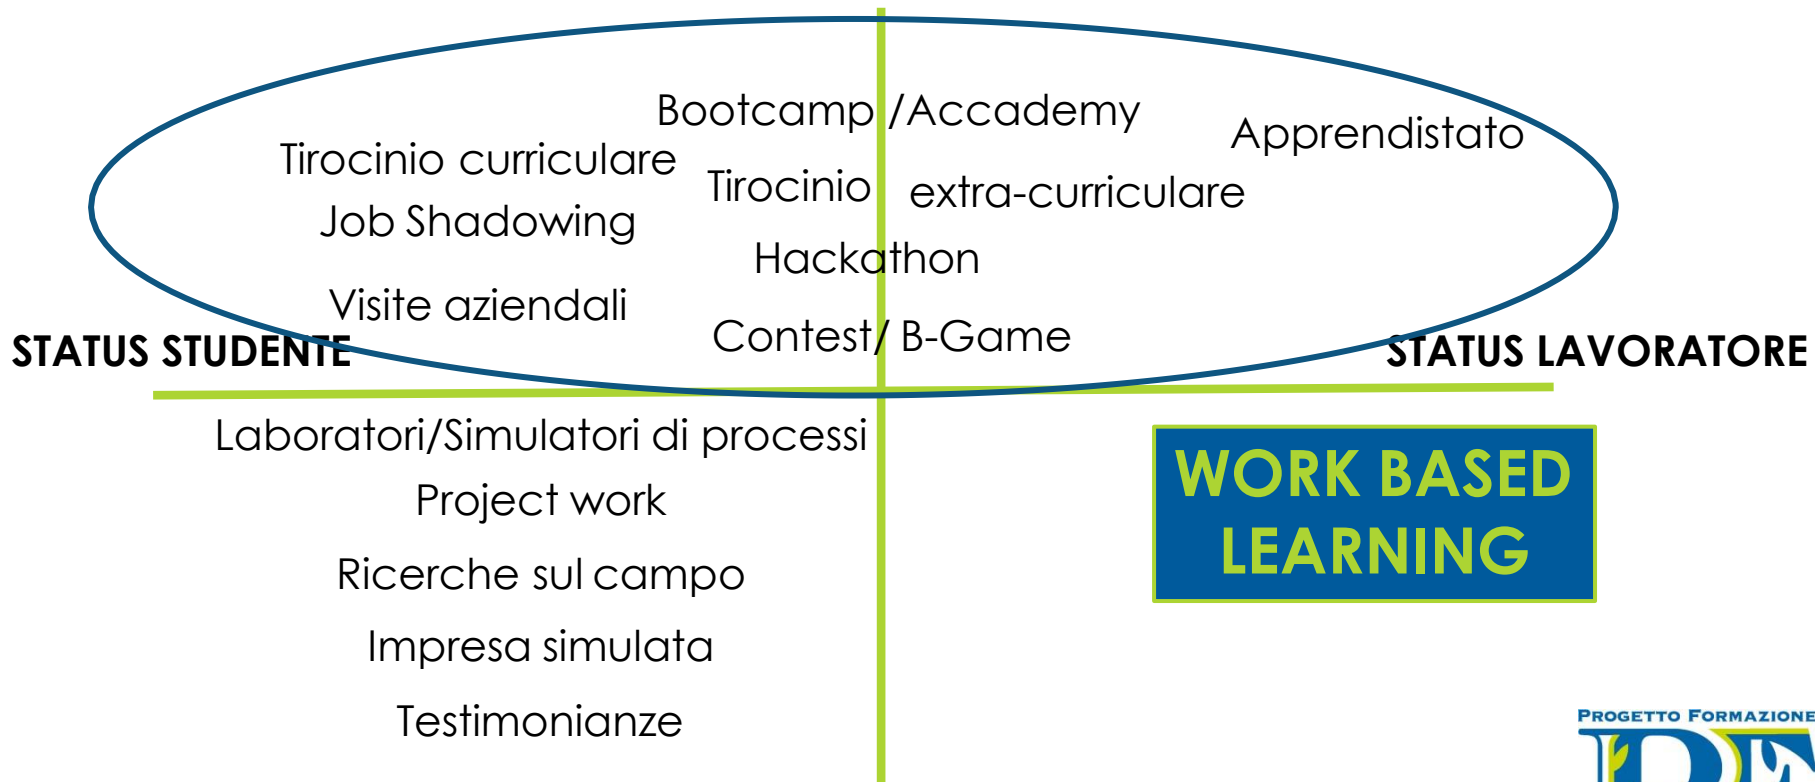 Bootcamp /Accademy
Apprendistato
Tirocinio curriculare
Tirocinio extra-curriculare
Job Shadowing
Hackathon
Visite aziendali
Contest/ B-Game
STATUS STUDENTE
STATUS LAVORATORE
Laboratori/Simulatori di processi
Project work
Ricerche sul campo
Impresa simulata
Testimonianze
WORK BASED
LEARNING
PROGETTO FORMAZIONE